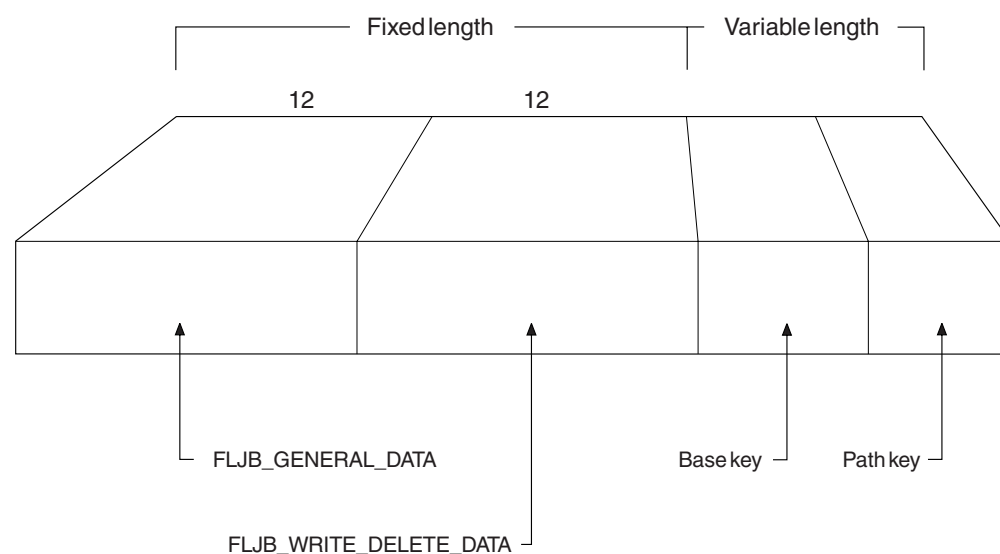 Fixed length Variable length
12 12
FLJB_GENERAL_DATA Base key Path key
FLJB_WRITE_DELETE_DATA